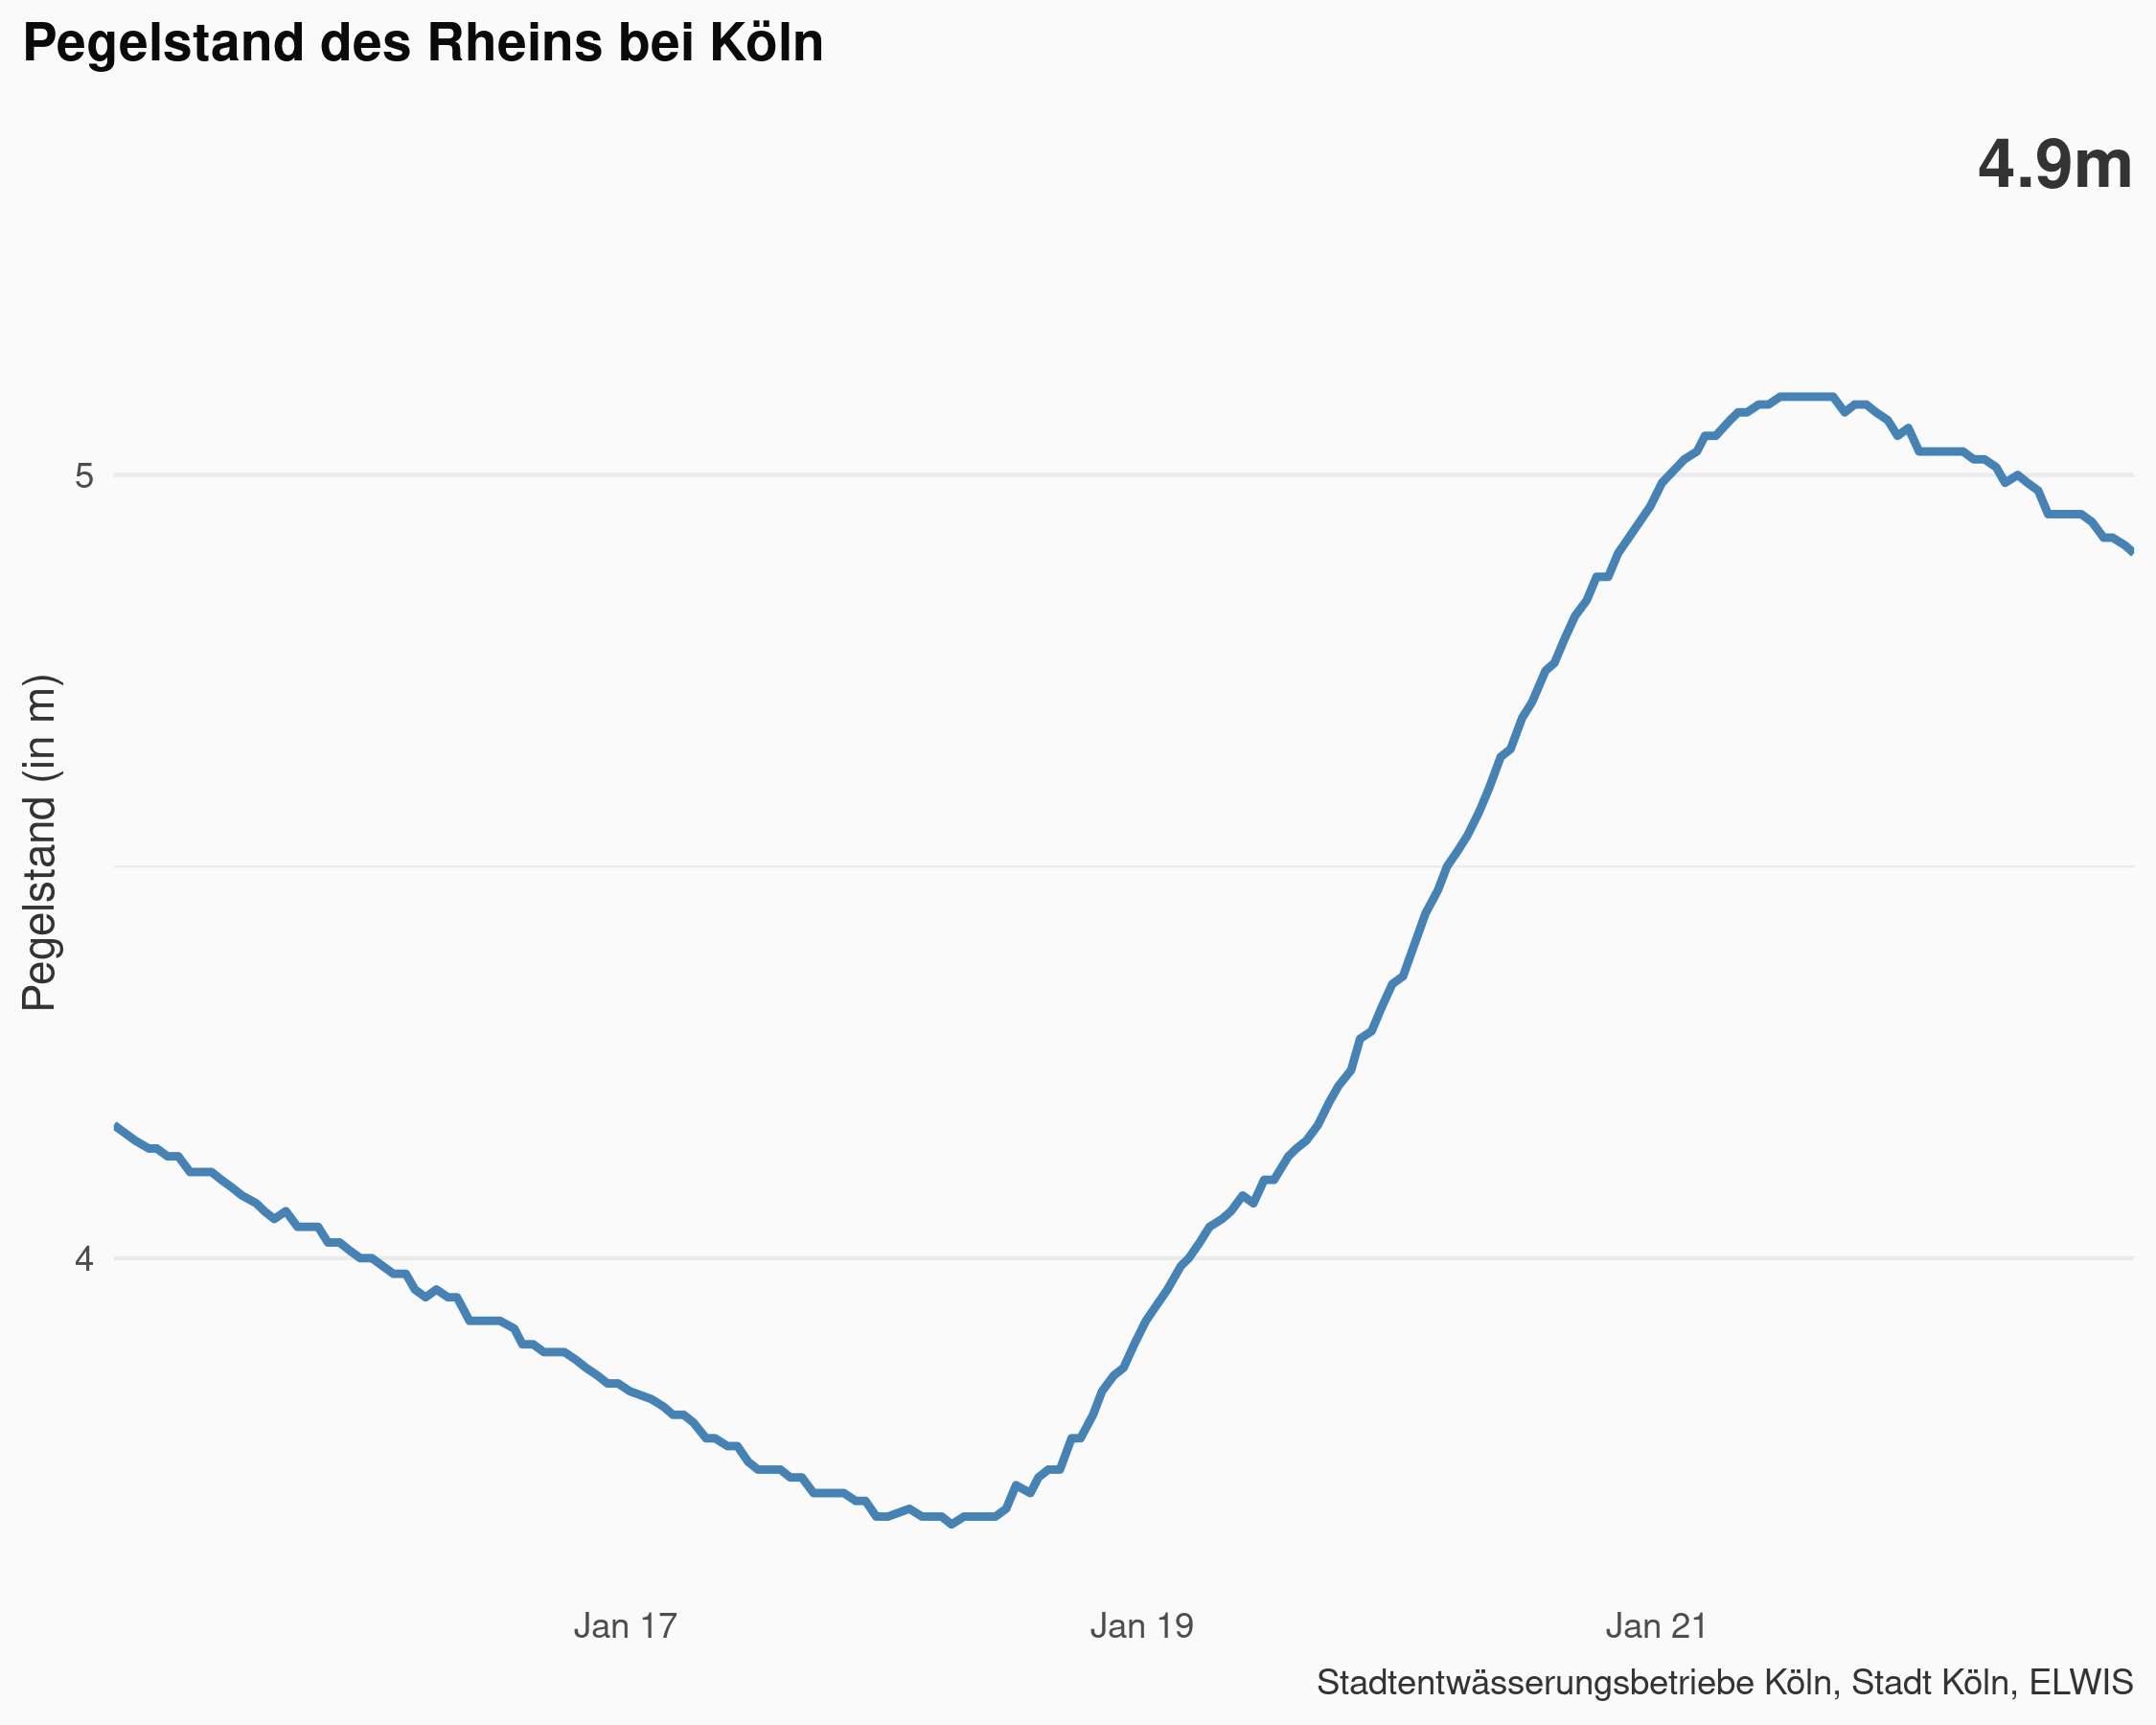 Pegelstand des Rheins bei Köln
4.9m
Pegelstand (in m)
5
4
Jan 17
Jan 19
Jan 21
Stadtentwässerungsbetriebe Köln, Stadt Köln, ELWIS